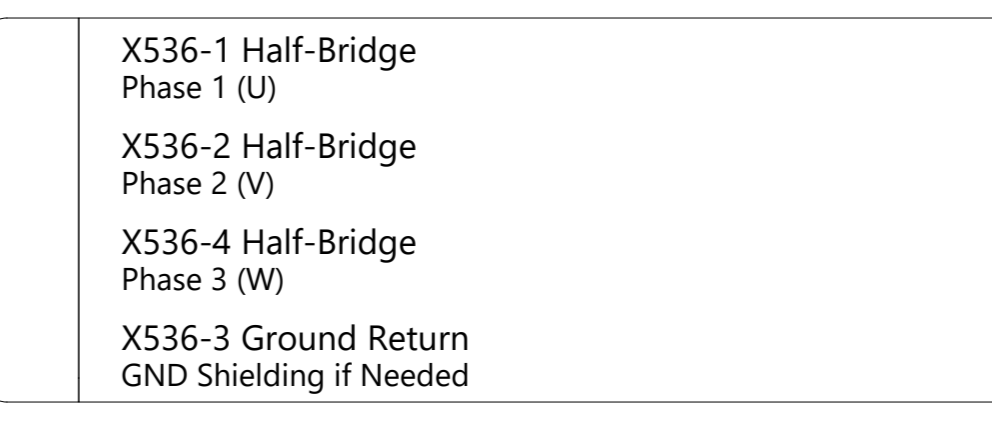 X536-1 Half-Bridge
Phase 1 (U)
X536-2 Half-Bridge
Phase 2 (V)
X536-4 Half-Bridge
Phase 3 (W)
X536-3 Ground Return
GND Shielding if Needed